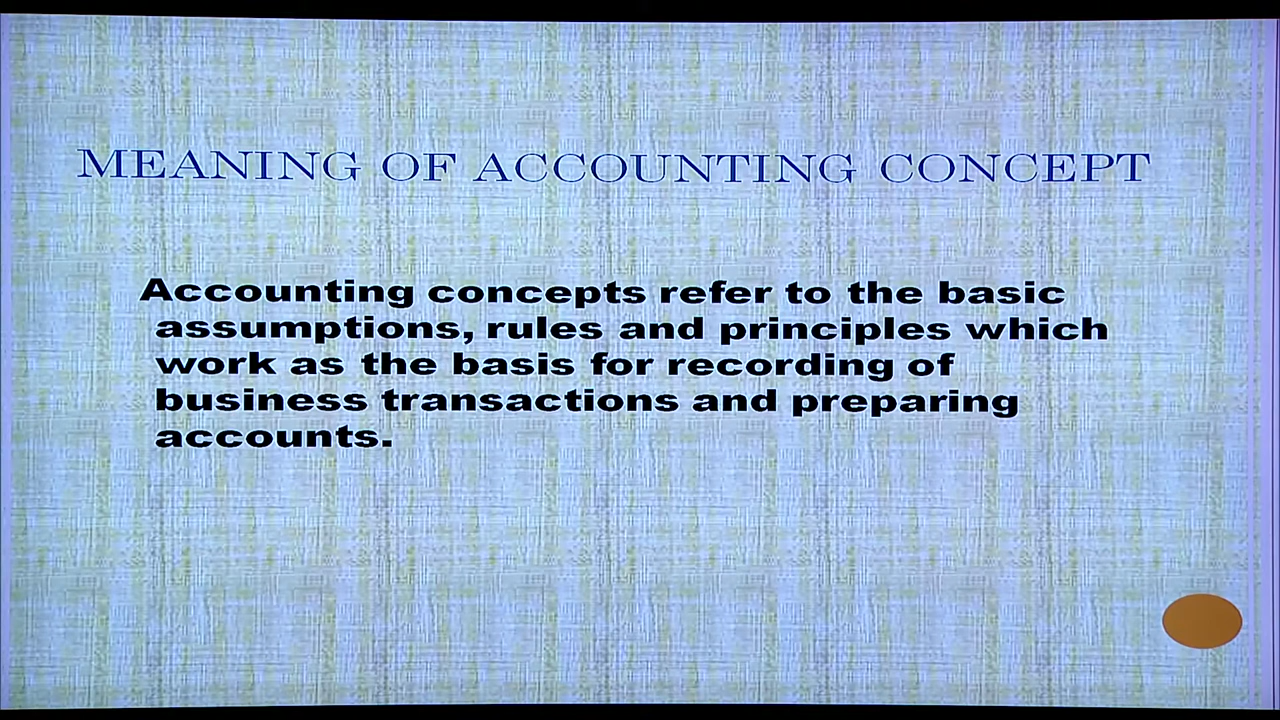 MEANING OF ACCOUNTING CONCEPT
Accounting concepts refer to the basic
assumptions, rules and principles which
work as the basis for recording of
business transactions and preparing
accounts.